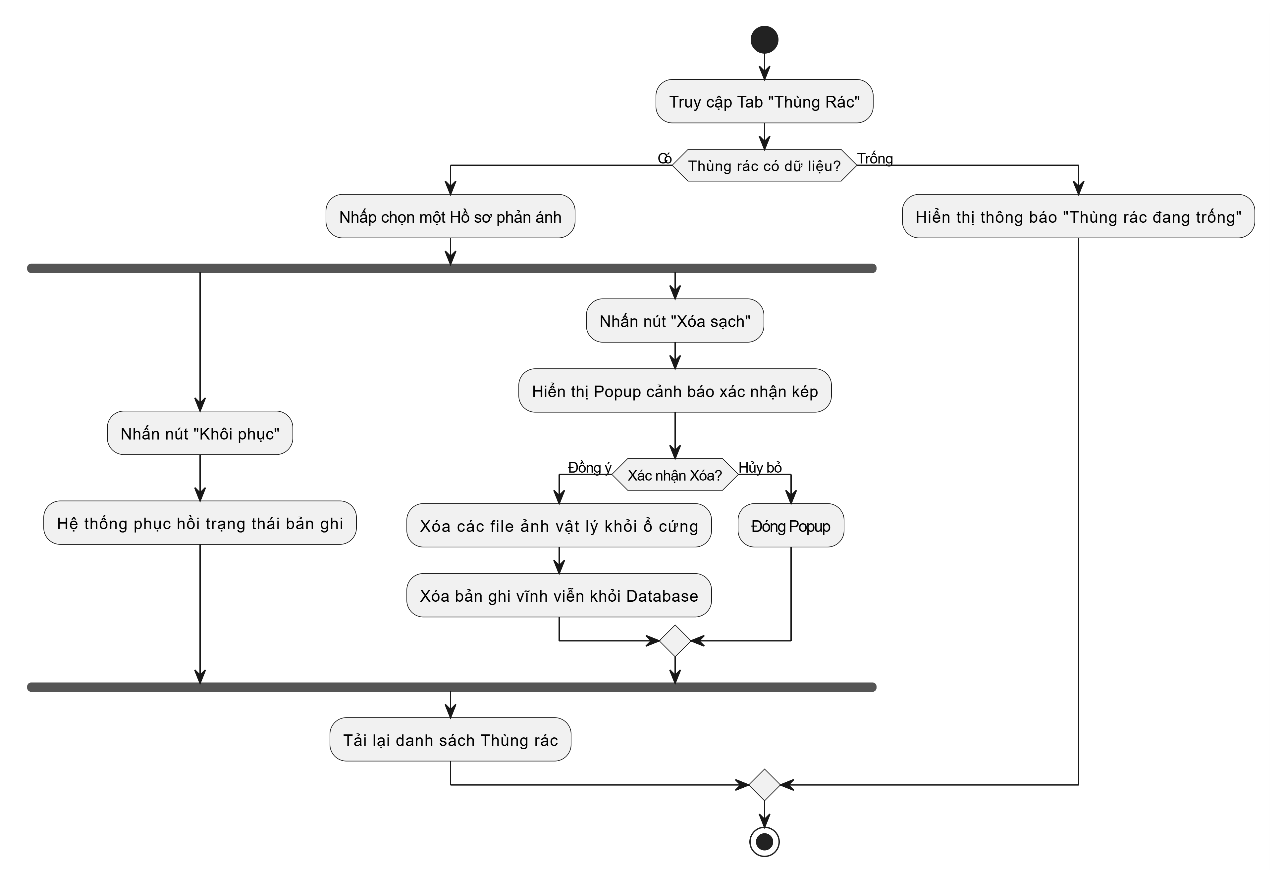 Truy cập Tab "Thùng Rác"
Có
Thùng rác có dữ liệu?
Trống
Nhấp chọn một Hồ sơ phản ánh
Hiển thị thông báo "Thùng rác đang trống"
Nhấn nút "Xóa sạch"
Hiển thị Popup cảnh báo xác nhận kép
Nhấn nút "Khôi phục"
Đồng ý
Xác nhận Xóa?
Hủy bỏ
Hệ thống phục hồi trạng thái bản ghi
Xóa các file ảnh vật lý khỏi ổ cứng
Đóng Popup
Xóa bản ghi vĩnh viễn khỏi Database
Tải lại danh sách Thùng rác